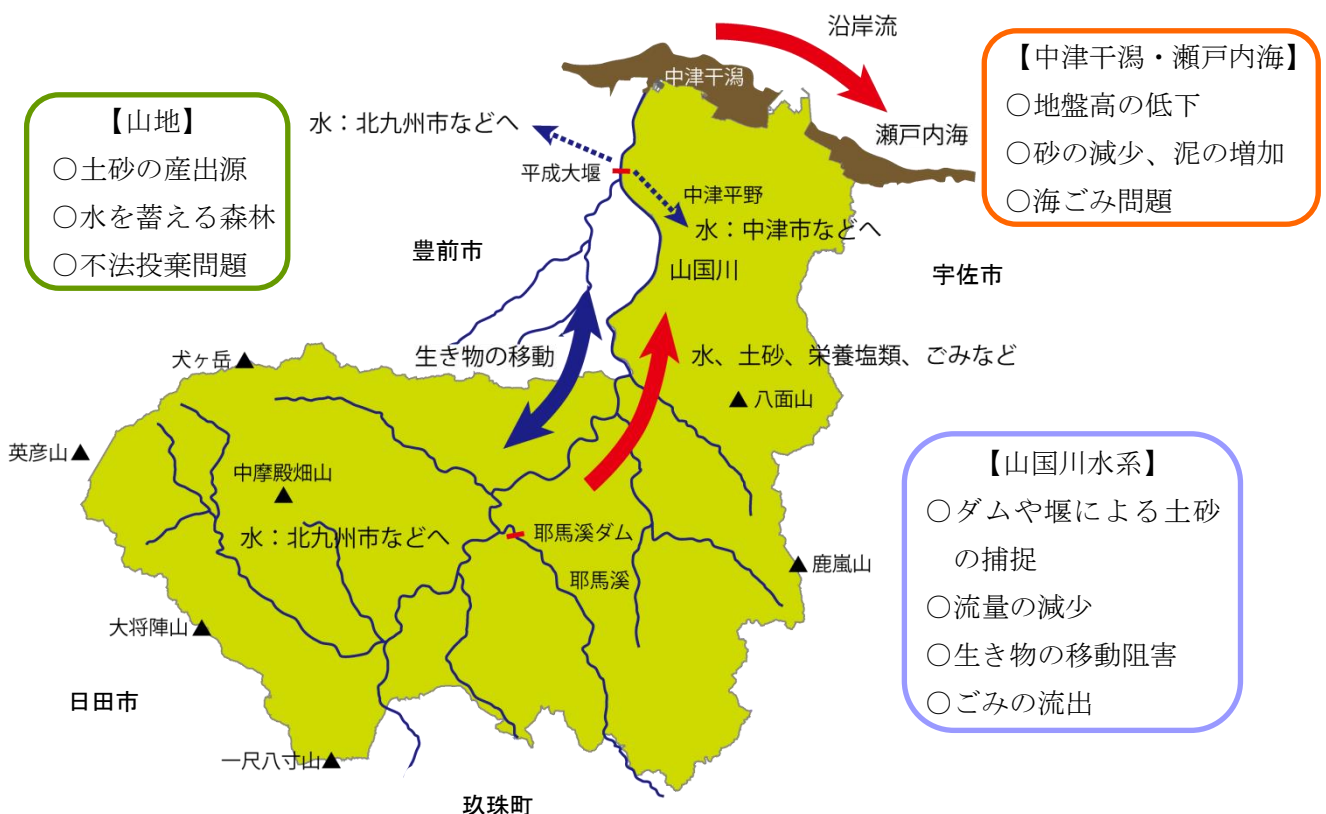 沿岸流
中津干潟
【中津干潟・瀬戸内海】
○地盤高の低下
○砂の減少、泥の増加
○海ごみ問題
【山地】
○土砂の産出源
○水を蓄える森林
○不法投棄問題
水：北九州市などへ
瀬戸内海
平成大堰
中津平野
水：中津市などへ
豊前市
山国川
宇佐市
生き物の移動
水、土砂、栄養塩類、ごみなど
犬ヶ岳▲
▲八面山
英彦山▲
中摩殿畑山
▲
水：北九州市などへ
耶馬溪ダム
耶馬溪
▲鹿嵐山
【山国川水系】
○ダムや堰による土砂
の捕捉
○流量の減少
○生き物の移動阻害
○ごみの流出
大将陣山▲
日田市
一尺八寸山▲
玖珠町